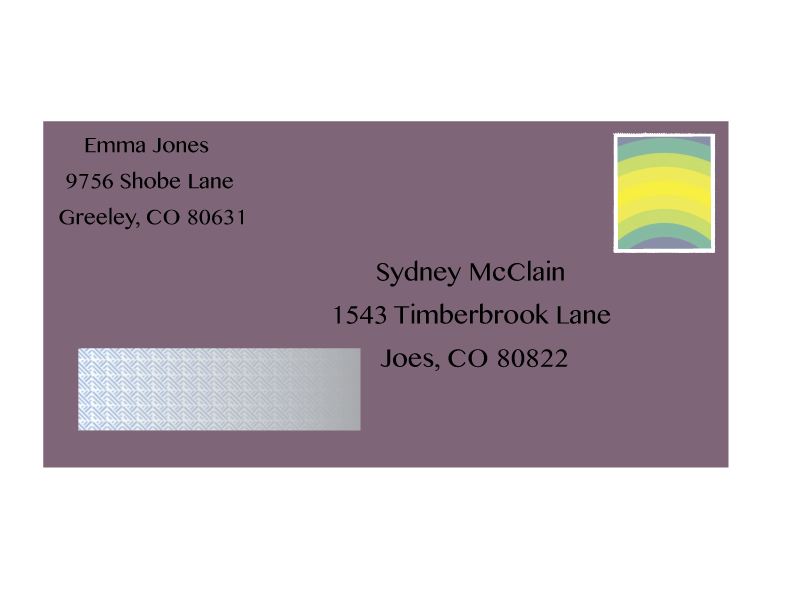 Emma Jones
9756 Shobe Lane
Greeley, CO 80631
Sydney McClain
1543 Timberbrook Lane
Joes, CO 80822